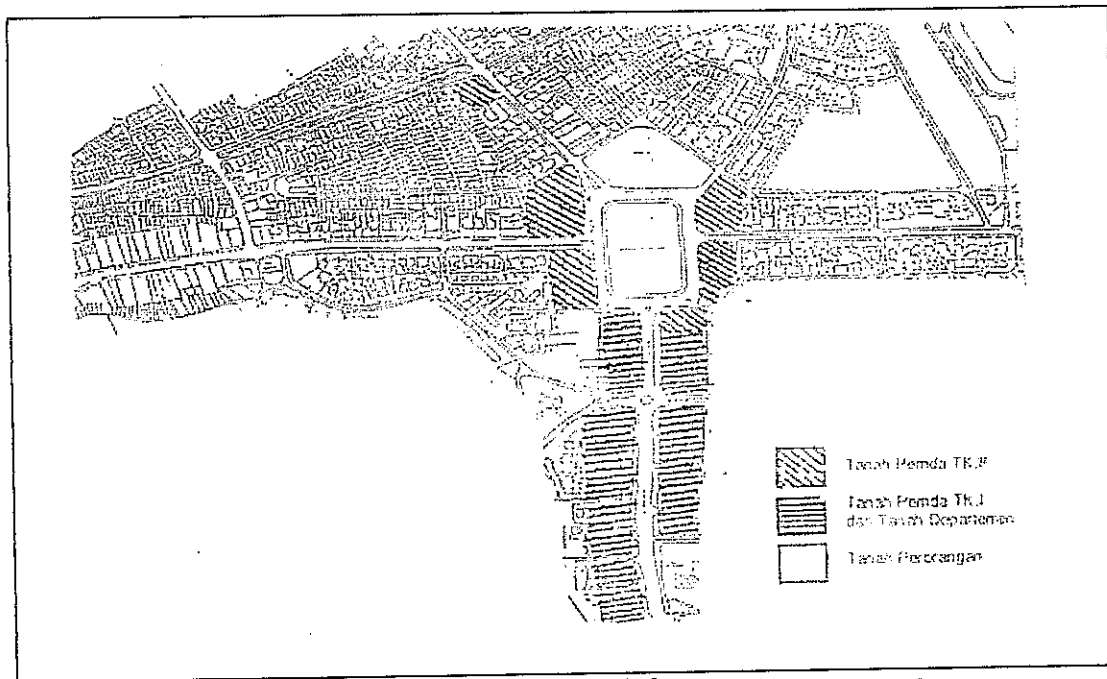 Tanah Pemda TK.II
Tanah Pemda TK.I
dan Tanah Departemen
Tanah Perorangan